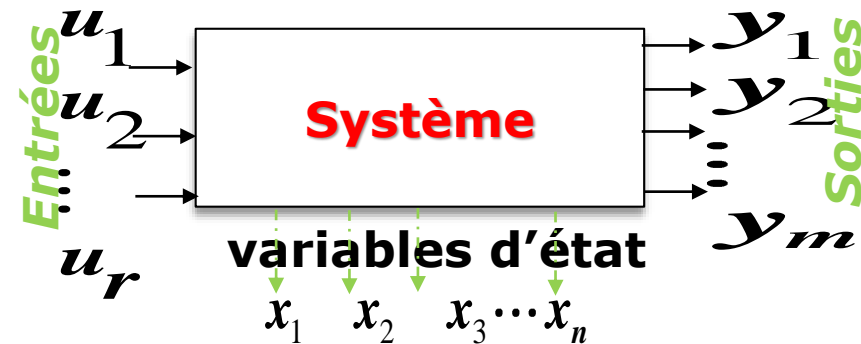 Entrées
u₁
u₂
⋮
uᵣ
Système
y₁
y₂
⋮
yₘ
Sorties
variables d’état
x₁ x₂ x₃ ⋯ xₙ